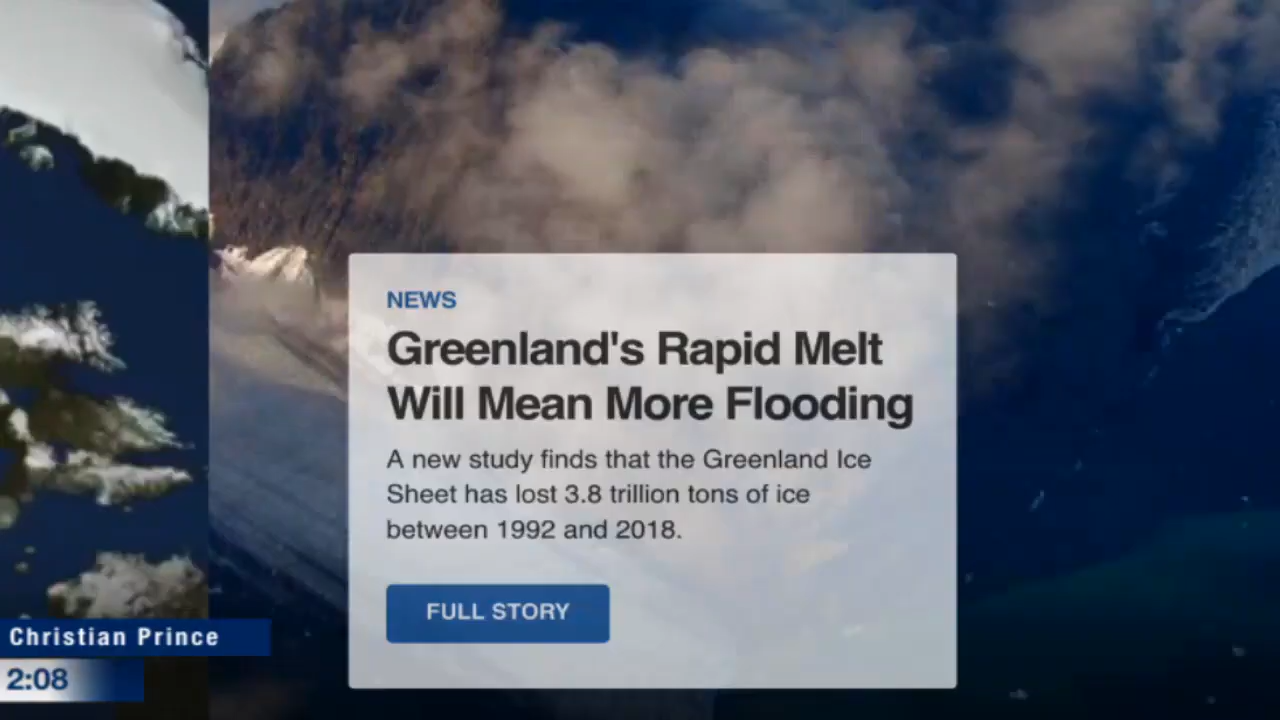 NEWS
Greenland's Rapid Melt
Will Mean More Flooding
A new study finds that the Greenland Ice
Sheet has lost 3.8 trillion tons of ice
between 1992 and 2018.
FULL STORY
Christian Prince
2:08